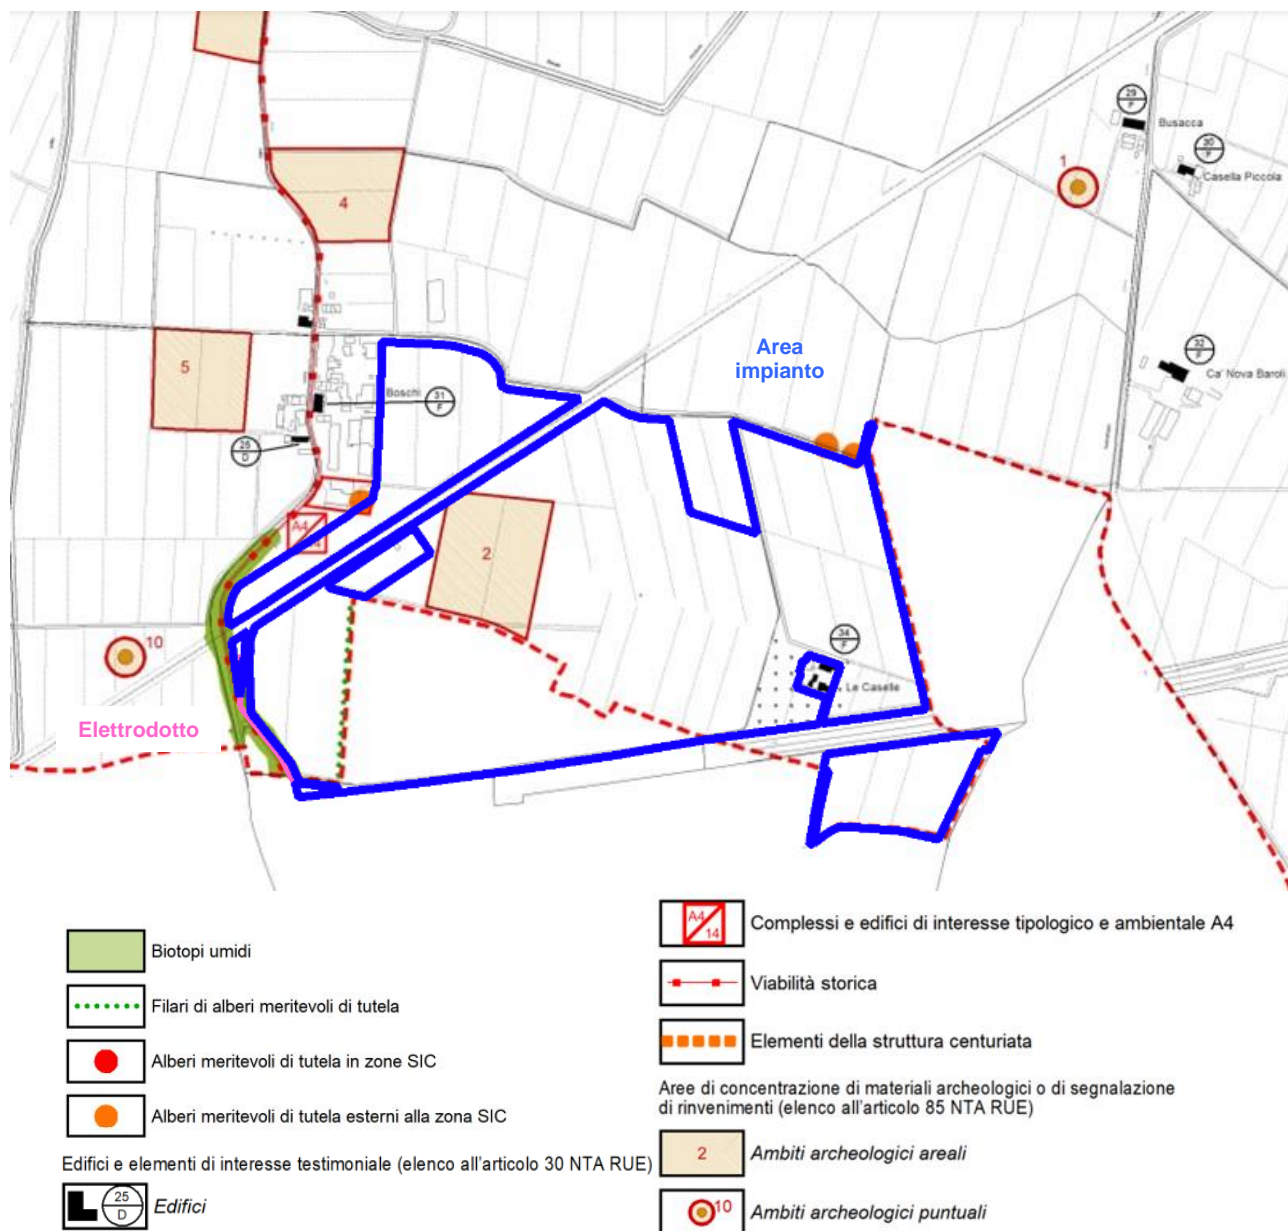 29
F
Busacca
30
F
Casella Piccola
1
4
Area
impianto
32
F
Ca' Nova Baroli
5
Boschi
31
F
25
D
A4
2
10
34
F
Le Caselle
Elettrodotto
Biotopi umidi
Filari di alberi meritevoli di tutela
Alberi meritevoli di tutela in zone SIC
Alberi meritevoli di tutela esterni alla zona SIC
Edifici e elementi di interesse testimoniale (elenco all'articolo 30 NTA RUE)
25
D
Edifici
A4
14
Complessi e edifici di interesse tipologico e ambientale A4
Viabilità storica
Elementi della struttura centuriata
Aree di concentrazione di materiali archeologici o di segnalazione
di rinvenimenti (elenco all'articolo 85 NTA RUE)
2
Ambiti archeologici areali
10
Ambiti archeologici puntuali